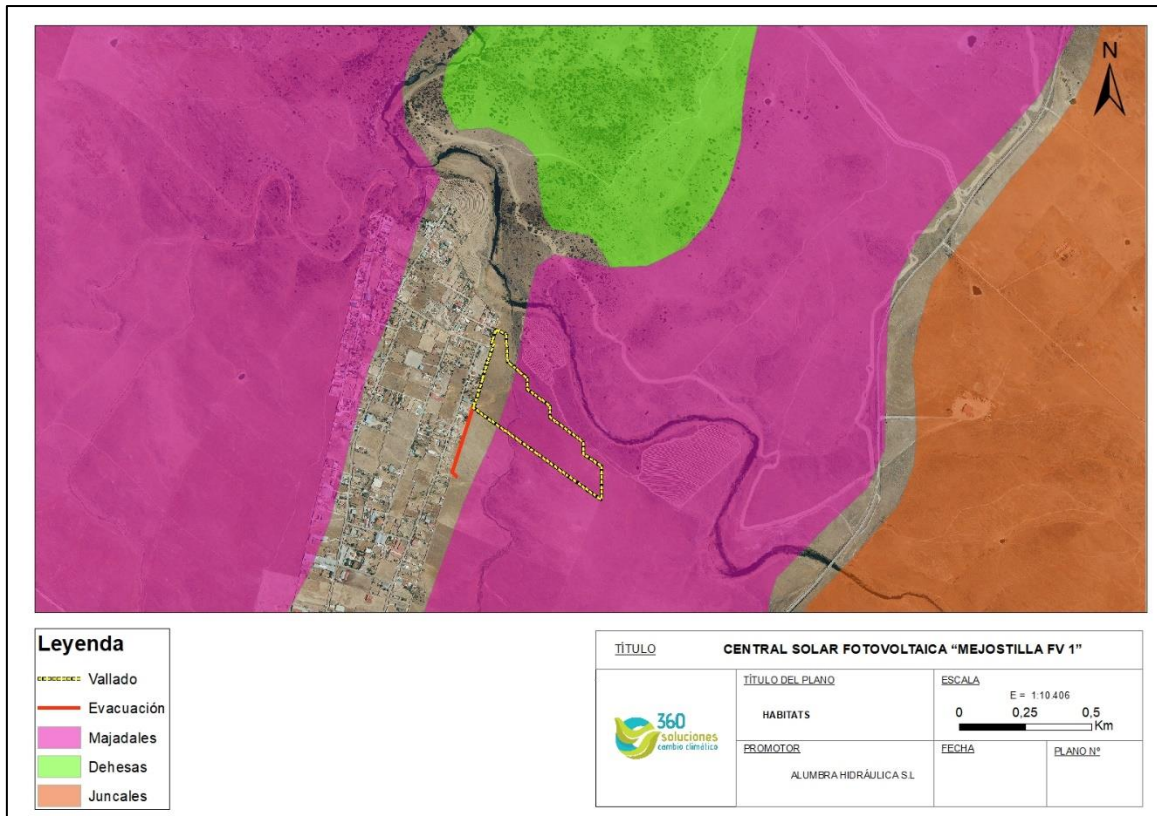 N
Leyenda
Vallado
Evacuación
Majadales
Dehesas
Juncales
TÍTULO
CENTRAL SOLAR FOTOVOLTAICA “MEJOSTILLA FV 1”
360
soluciones
cambio climático
TÍTULO DEL PLANO
HABITATS
ESCALA
E = 1:10.406
0 0,25 0,5
Km
PROMOTOR
ALUMBRA HIDRÁULICA S.L
FECHA
PLANO Nº